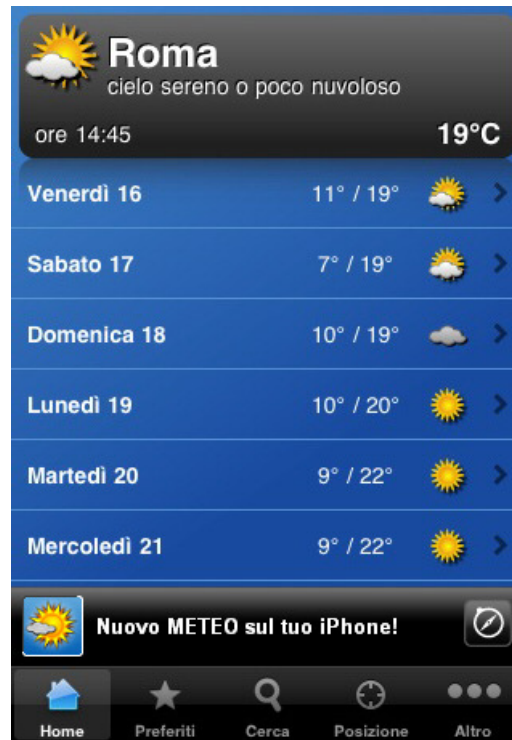 Roma
cielo sereno o poco nuvoloso
ore 14:45 19°C
Venerdì 16 11° / 19°
Sabato 17 7° / 19°
Domenica 18 10° / 19°
Lunedì 19 10° / 20°
Martedì 20 9° / 22°
Mercoledì 21 9° / 22°
Nuovo METEO sul tuo iPhone!
Home Preferiti Cerca Posizione Altro